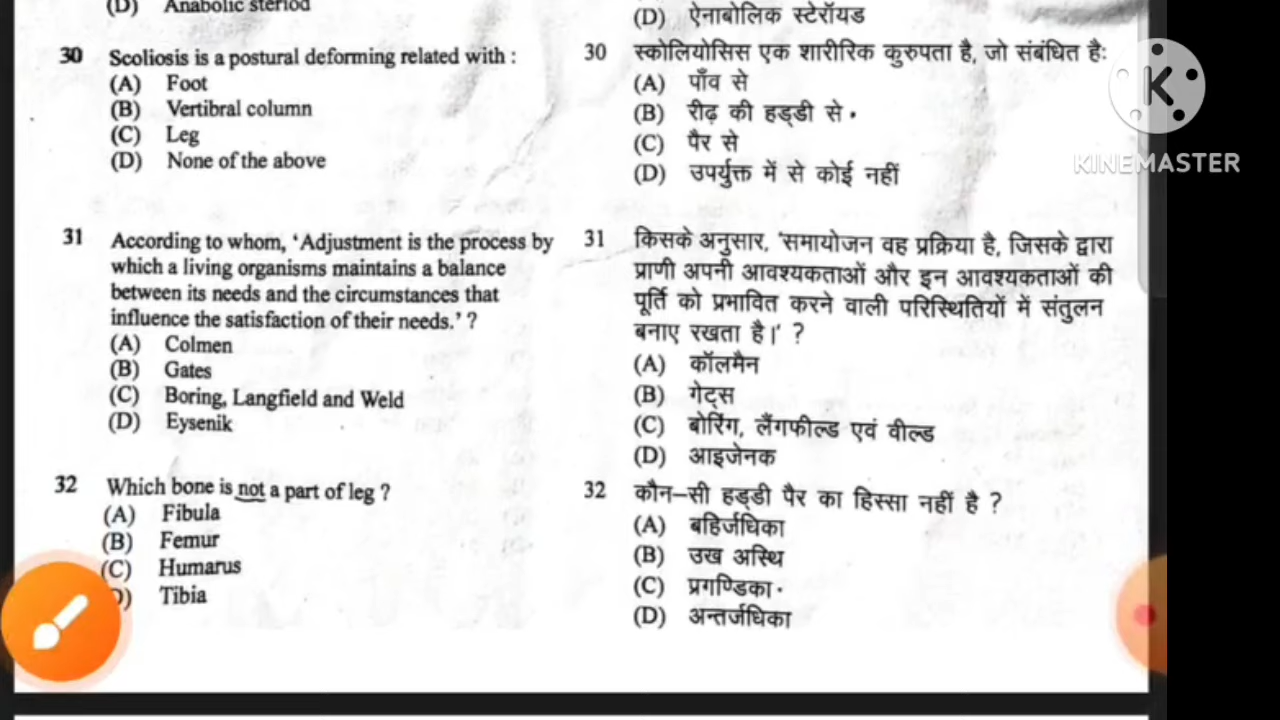 (D) Anabolic steriod
30 Scoliosis is a postural deforming related with :
(A) Foot
(B) Vertibral column
(C) Leg
(D) None of the above
31 According to whom, ‘Adjustment is the process by
which a living organisms maintains a balance
between its needs and the circumstances that
influence the satisfaction of their needs.’ ?
(A) Colmen
(B) Gates
(C) Boring, Langfield and Weld
(D) Eysenik
32 Which bone is not a part of leg ?
(A) Fibula
(B) Femur
(C) Humarus
D) Tibia
(D) ऐनाबोलिक स्टेरॉयड
30 स्कोलियोसिस एक शारीरिक कुरुपता है, जो संबंधित है:
(A) पाँव से
(B) रीढ़ की हड्डी से
(C) पैर से
(D) उपर्युक्त में से कोई नहीं
31 किसके अनुसार, ‘समायोजन वह प्रक्रिया है, जिसके द्वारा
प्राणी अपनी आवश्यकताओं और इन आवश्यकताओं की
पूर्ति को प्रभावित करने वाली परिस्थितियों में संतुलन
बनाए रखता है।’ ?
(A) कॉलमैन
(B) गेट्स
(C) बोरिंग, लैंगफील्ड एवं वील्ड
(D) आइजेनक
32 कौन–सी हड्डी पैर का हिस्सा नहीं है ?
(A) बहिर्जंघिका
(B) उख अस्थि
(C) प्रगण्डिका
(D) अन्तर्जंघिका
K
KINEMASTER